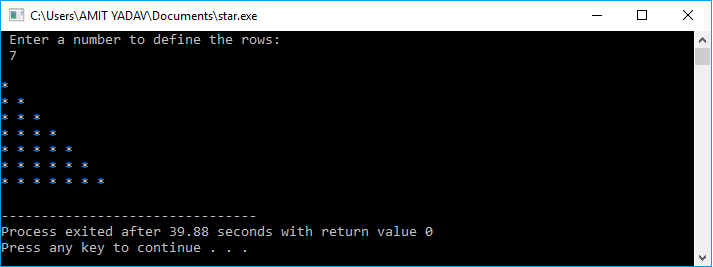 C:\Users\AMIT YADAV\Documents\star.exe
Enter a number to define the rows:
7
*
* *
* * *
* * * *
* * * * *
* * * * * *
* * * * * * *
--------------------------------
Process exited after 39.88 seconds with return value 0
Press any key to continue . . .